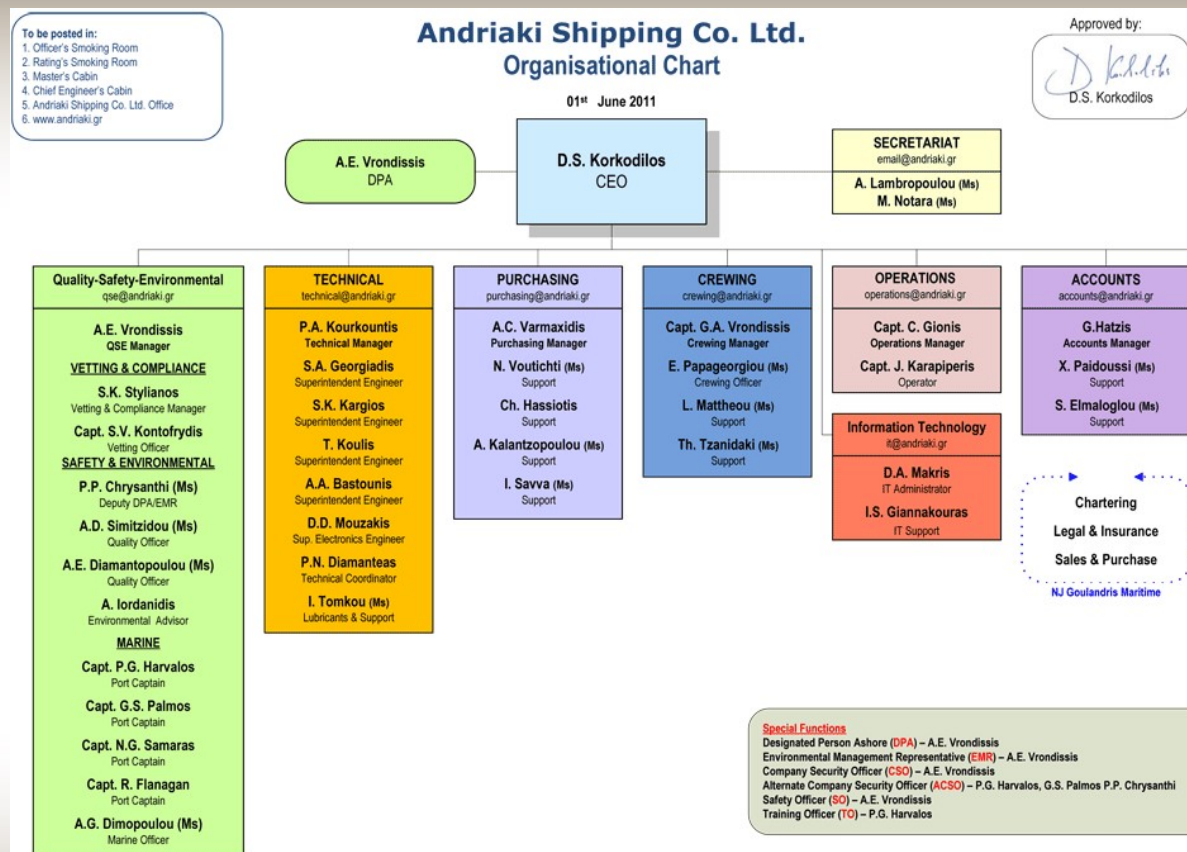 To be posted in:
1. Officer's Smoking Room
2. Rating's Smoking Room
3. Master's Cabin
4. Chief Engineer's Cabin
5. Andriaki Shipping Co. Ltd. Office
6. www.andriaki.gr
Andriaki Shipping Co. Ltd.
Organisational Chart
01st June 2011
Approved by:
D.S. Korkodilos
A.E. Vrondissis
DPA
D.S. Korkodilos
CEO
SECRETARIAT
email@andriaki.gr
A. Lambropoulou (Ms)
M. Notara (Ms)
Quality-Safety-Environmental
qse@andriaki.gr
A.E. Vrondissis
QSE Manager
VETTING & COMPLIANCE
S.K. Stylianos
Vetting & Compliance Manager
Capt. S.V. Kontofrydis
Vetting Officer
SAFETY & ENVIRONMENTAL
P.P. Chrysanthi (Ms)
Deputy DPA/EMR
A.D. Simitzidou (Ms)
Quality Officer
A.E. Diamantopoulou (Ms)
Quality Officer
A. Iordanidis
Environmental Advisor
MARINE
Capt. P.G. Harvalos
Port Captain
Capt. G.S. Palmos
Port Captain
Capt. N.G. Samaras
Port Captain
Capt. R. Flanagan
Port Captain
A.G. Dimopoulou (Ms)
Marine Officer
TECHNICAL
technical@andriaki.gr
P.A. Kourkountis
Technical Manager
S.A. Georgiadis
Superintendent Engineer
S.K. Kargios
Superintendent Engineer
T. Koulis
Superintendent Engineer
A.A. Bastounis
Superintendent Engineer
D.D. Mouzakis
Sup. Electronics Engineer
P.N. Diamanteas
Technical Coordinator
I. Tomkou (Ms)
Lubricants & Support
PURCHASING
purchasing@andriaki.gr
A.C. Varmaxidis
Purchasing Manager
N. Voutichti (Ms)
Support
Ch. Hassiotis
Support
A. Kalantzopoulou (Ms)
Support
I. Savva (Ms)
Support
CREWING
crewing@andriaki.gr
Capt. G.A. Vrondissis
Crewing Manager
E. Papageorgiou (Ms)
Crewing Officer
L. Mattheou (Ms)
Support
Th. Tzanidaki (Ms)
Support
OPERATIONS
operations@andriaki.gr
Capt. C. Gionis
Operations Manager
Capt. J. Karapiperis
Operator
Information Technology
it@andriaki.gr
D.A. Makris
IT Administrator
I.S. Giannakouras
IT Support
ACCOUNTS
accounts@andriaki.gr
G.Hatzis
Accounts Manager
X. Paidoussi (Ms)
Support
S. Elmaloglou (Ms)
Support
Chartering
Legal & Insurance
Sales & Purchase
NJ Goulandris Maritime
Special Functions
Designated Person Ashore (DPA) – A.E. Vrondissis
Environmental Management Representative (EMR) – A.E. Vrondissis
Company Security Officer (CSO) – A.E. Vrondissis
Alternate Company Security Officer (ACSO) – P.G. Harvalos, G.S. Palmos P.P. Chrysanthi
Safety Officer (SO) – A.E. Vrondissis
Training Officer (TO) – P.G. Harvalos